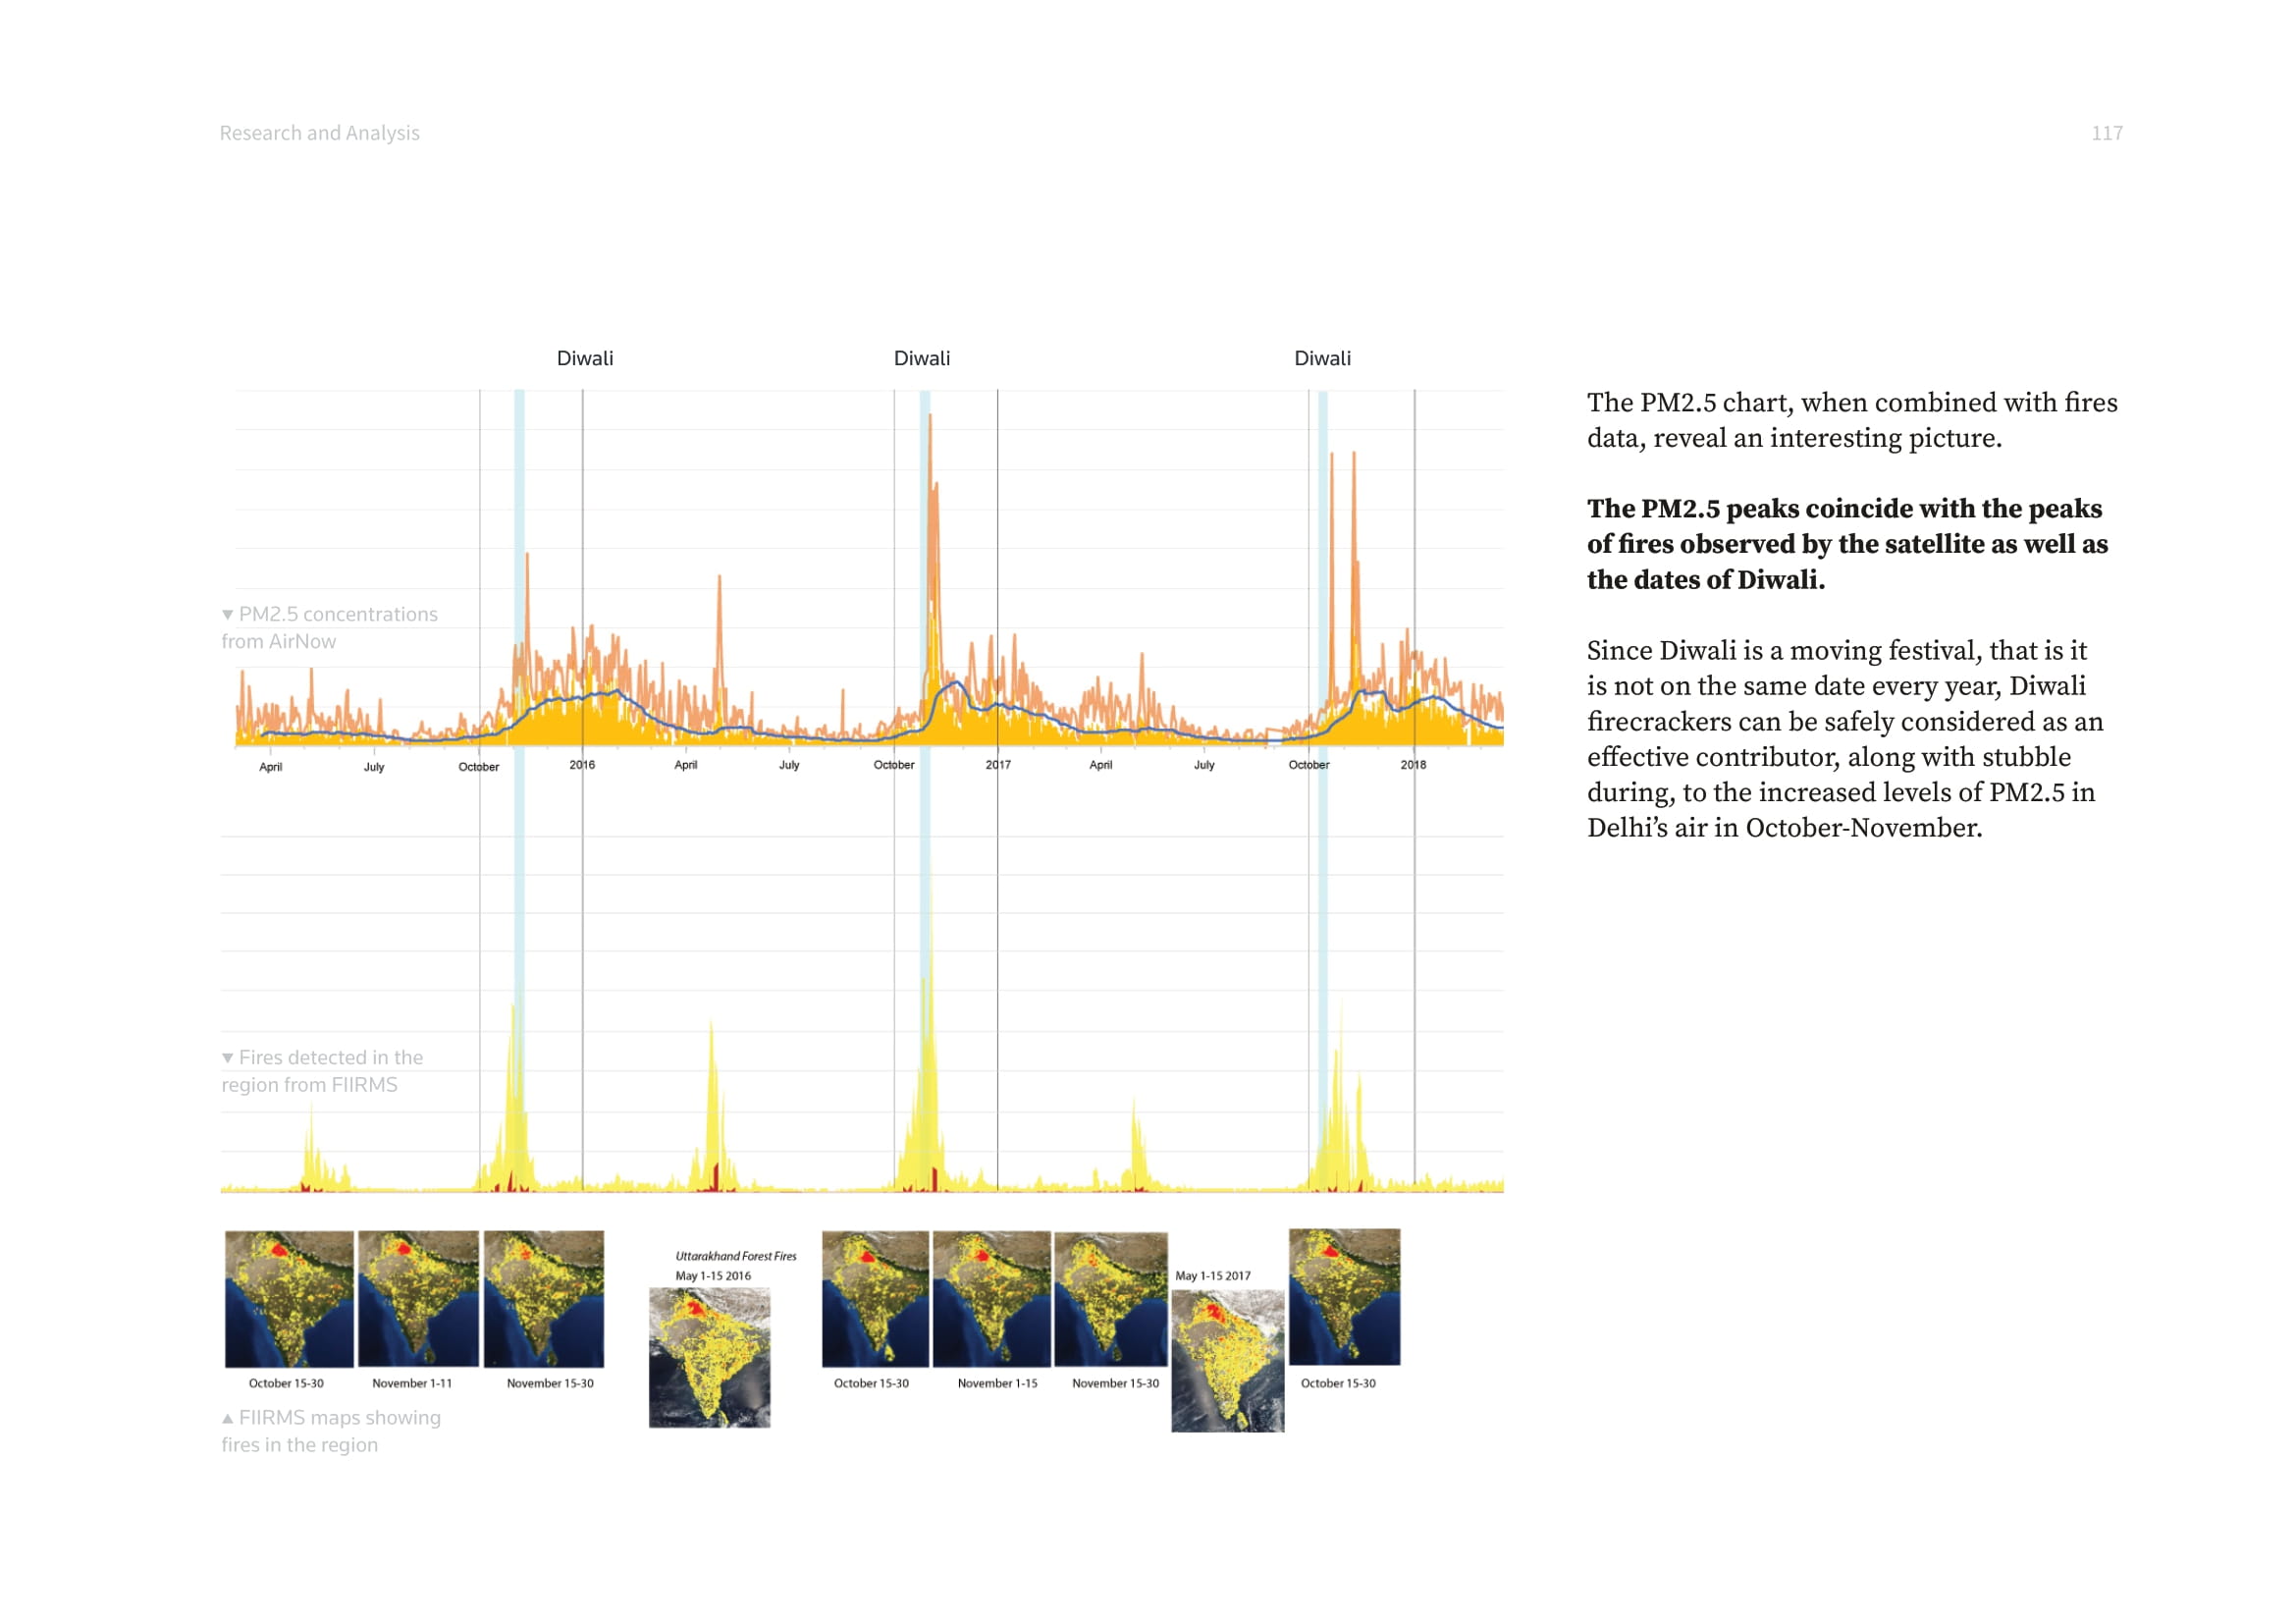 Research and Analysis
117
Diwali
Diwali
Diwali
▼ PM2.5 concentrations
from AirNow
April
July
October
2016
April
July
October
2017
April
July
October
2018
▼ Fires detected in the
region from FIIRMS
Uttarakhand Forest Fires
May 1-15 2016
May 1-15 2017
October 15-30
November 1-11
November 15-30
October 15-30
November 1-15
November 15-30
October 15-30
▲ FIIRMS maps showing
fires in the region
The PM2.5 chart, when combined with fires
data, reveal an interesting picture.
The PM2.5 peaks coincide with the peaks
of fires observed by the satellite as well as
the dates of Diwali.
Since Diwali is a moving festival, that is it
is not on the same date every year, Diwali
firecrackers can be safely considered as an
effective contributor, along with stubble
during, to the increased levels of PM2.5 in
Delhi’s air in October-November.